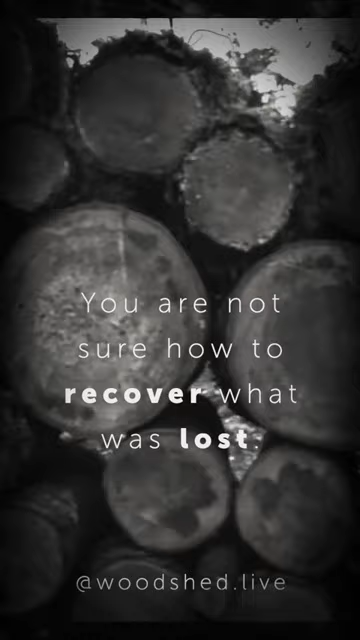 You are not
sure how to
recover what
was lost.
@woodshed.live